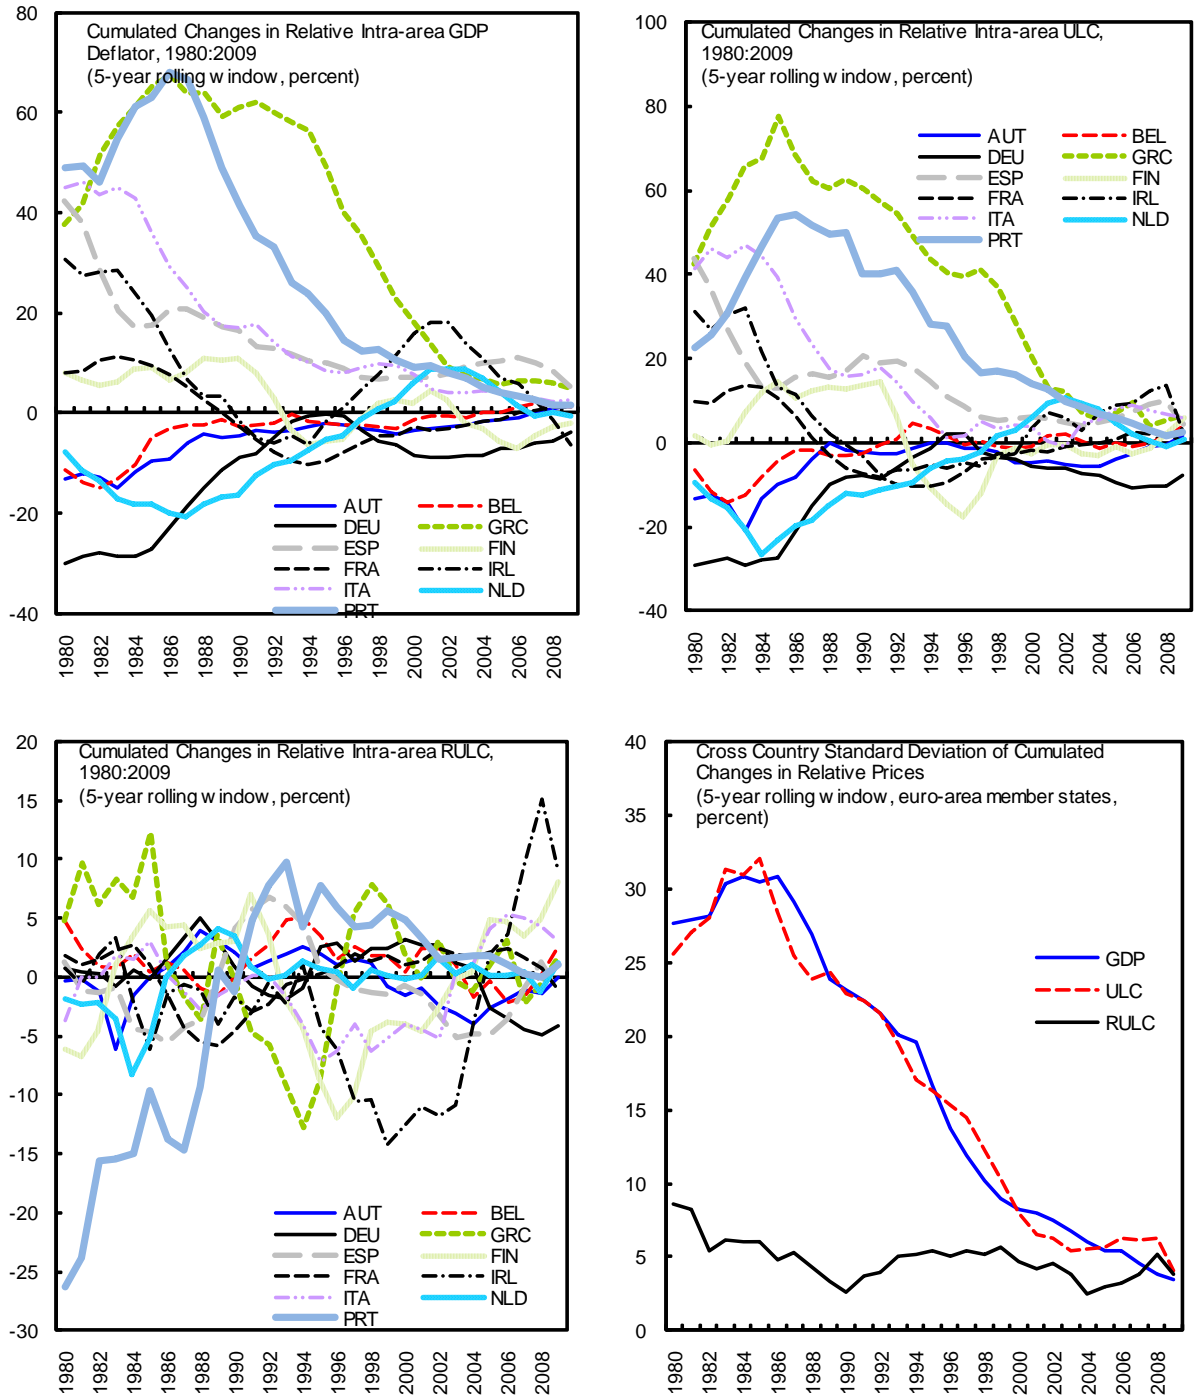 Cumulated Changes in Relative Intra-area GDP
Deflator, 1980:2009
(5-year rolling window, percent)
80
60
40
20
0
-20
-40
AUT
BEL
DEU
GRC
ESP
FIN
FRA
IRL
ITA
NLD
PRT
1980
1982
1984
1986
1988
1990
1992
1994
1996
1998
2000
2002
2004
2006
2008
Cumulated Changes in Relative Intra-area ULC,
1980:2009
(5-year rolling window, percent)
100
80
60
40
20
0
-20
-40
AUT
BEL
DEU
GRC
ESP
FIN
FRA
IRL
ITA
NLD
PRT
1980
1982
1984
1986
1988
1990
1992
1994
1996
1998
2000
2002
2004
2006
2008
Cumulated Changes in Relative Intra-area RULC,
1980:2009
(5-year rolling window, percent)
20
15
10
5
0
-5
-10
-15
-20
-25
-30
AUT
BEL
DEU
GRC
ESP
FIN
FRA
IRL
ITA
NLD
PRT
1980
1982
1984
1986
1988
1990
1992
1994
1996
1998
2000
2002
2004
2006
2008
Cross Country Standard Deviation of Cumulated
Changes in Relative Prices
(5-year rolling window, euro-area member states,
percent)
40
35
30
25
20
15
10
5
0
GDP
ULC
RULC
1980
1982
1984
1986
1988
1990
1992
1994
1996
1998
2000
2002
2004
2006
2008